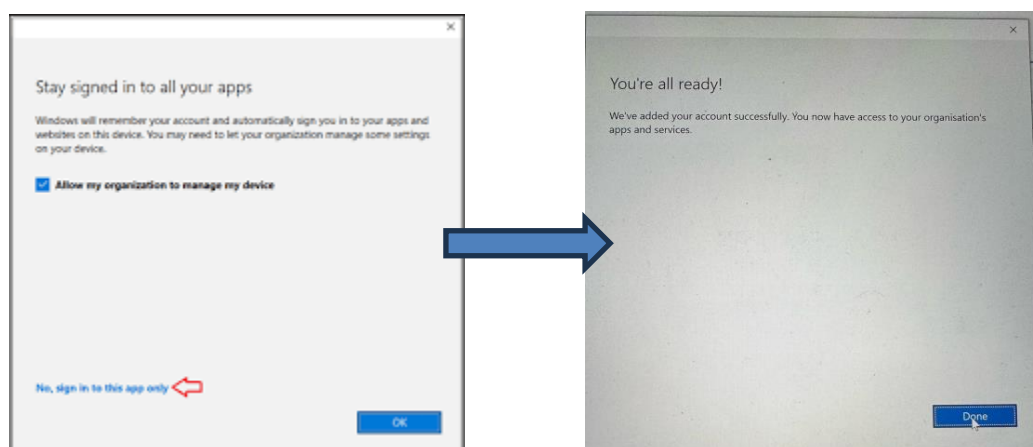 Stay signed in to all your apps
Windows will remember your account and automatically sign you in to your apps and
websites on this device. You may need to let your organization manage some settings
on your device.
Allow my organization to manage my device
No, sign in to this app only
OK
You're all ready!
We've added your account successfully. You now have access to your organisation's
apps and services.
Done